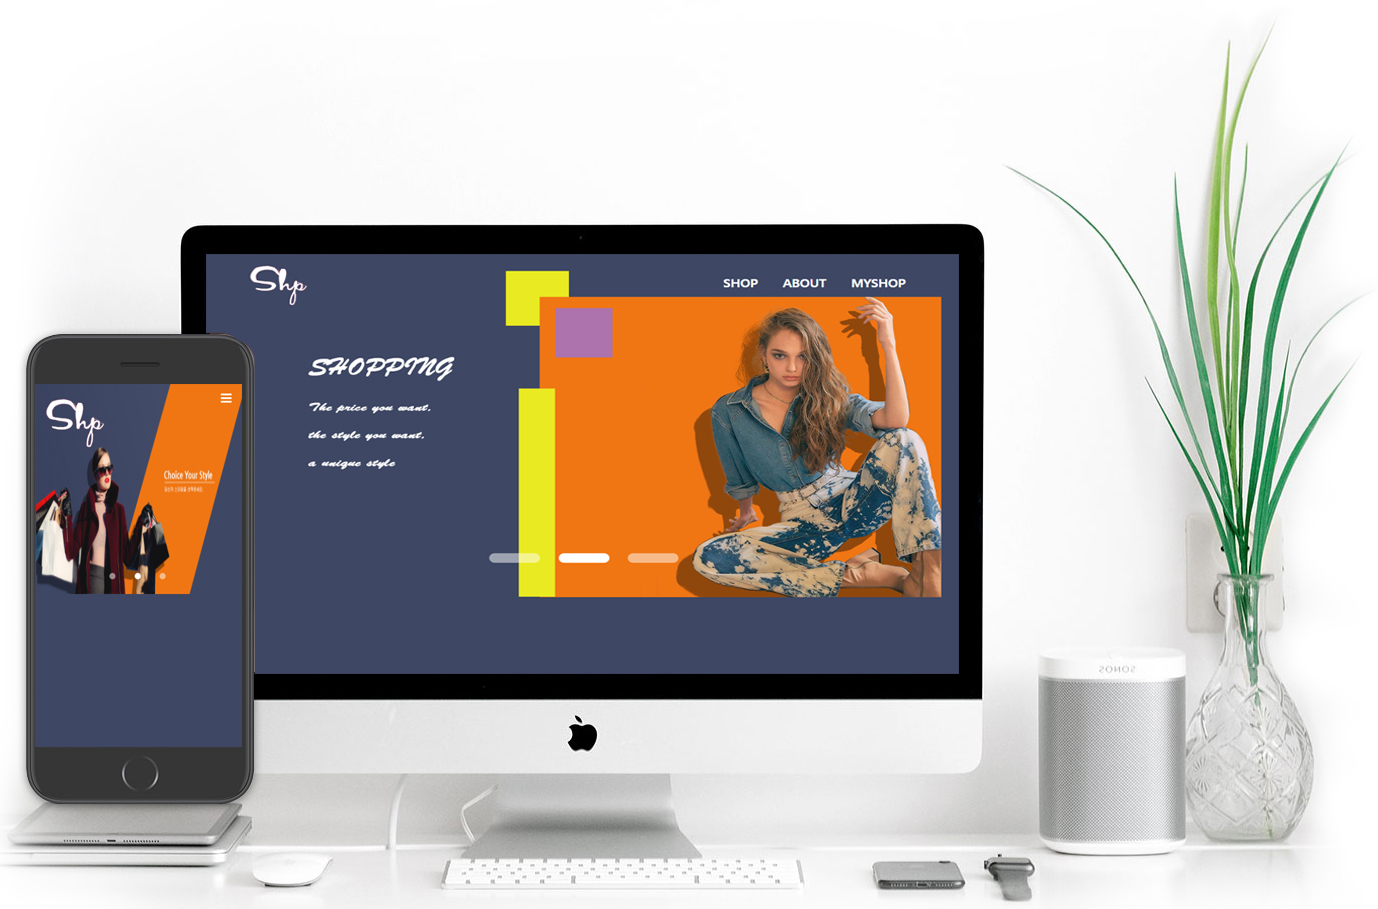 Shp
SHOP ABOUT MYSHOP
SHOPPING
The price you want,
the style you want,
a unique style
Shp
Choice Your Style
SONOS